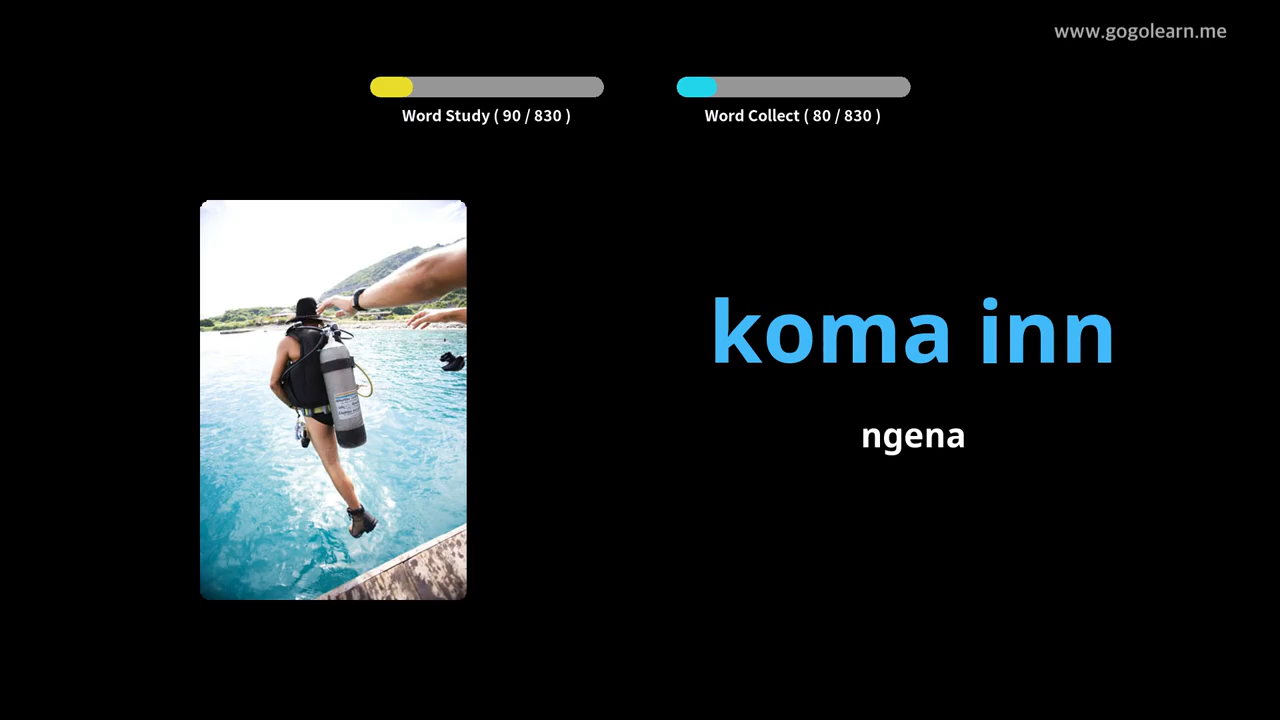 www.gogolearn.me
Word Study ( 90 / 830 )
Word Collect ( 80 / 830 )
koma inn
ngena